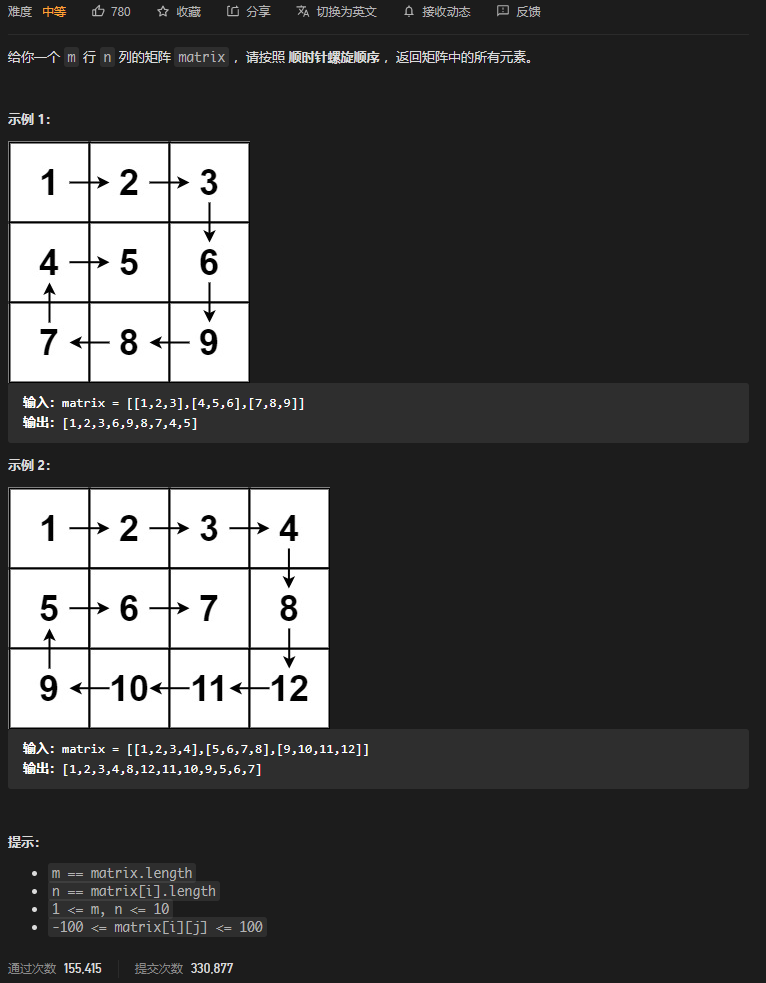 难度 中等 780 收藏 分享 切换为英文 接收动态 反馈
给你一个 m 行 n 列的矩阵 matrix ，请按照 顺时针螺旋顺序 ，返回矩阵中的所有元素。
示例 1：
1 2 3
4 5 6
7 8 9
输入：matrix = [[1,2,3],[4,5,6],[7,8,9]]
输出：[1,2,3,6,9,8,7,4,5]
示例 2：
1 2 3 4
5 6 7 8
9 10 11 12
输入：matrix = [[1,2,3,4],[5,6,7,8],[9,10,11,12]]
输出：[1,2,3,4,8,12,11,10,9,5,6,7]
提示：
m == matrix.length
n == matrix[i].length
1 <= m, n <= 10
-100 <= matrix[i][j] <= 100
通过次数 155,415 提交次数 330,877